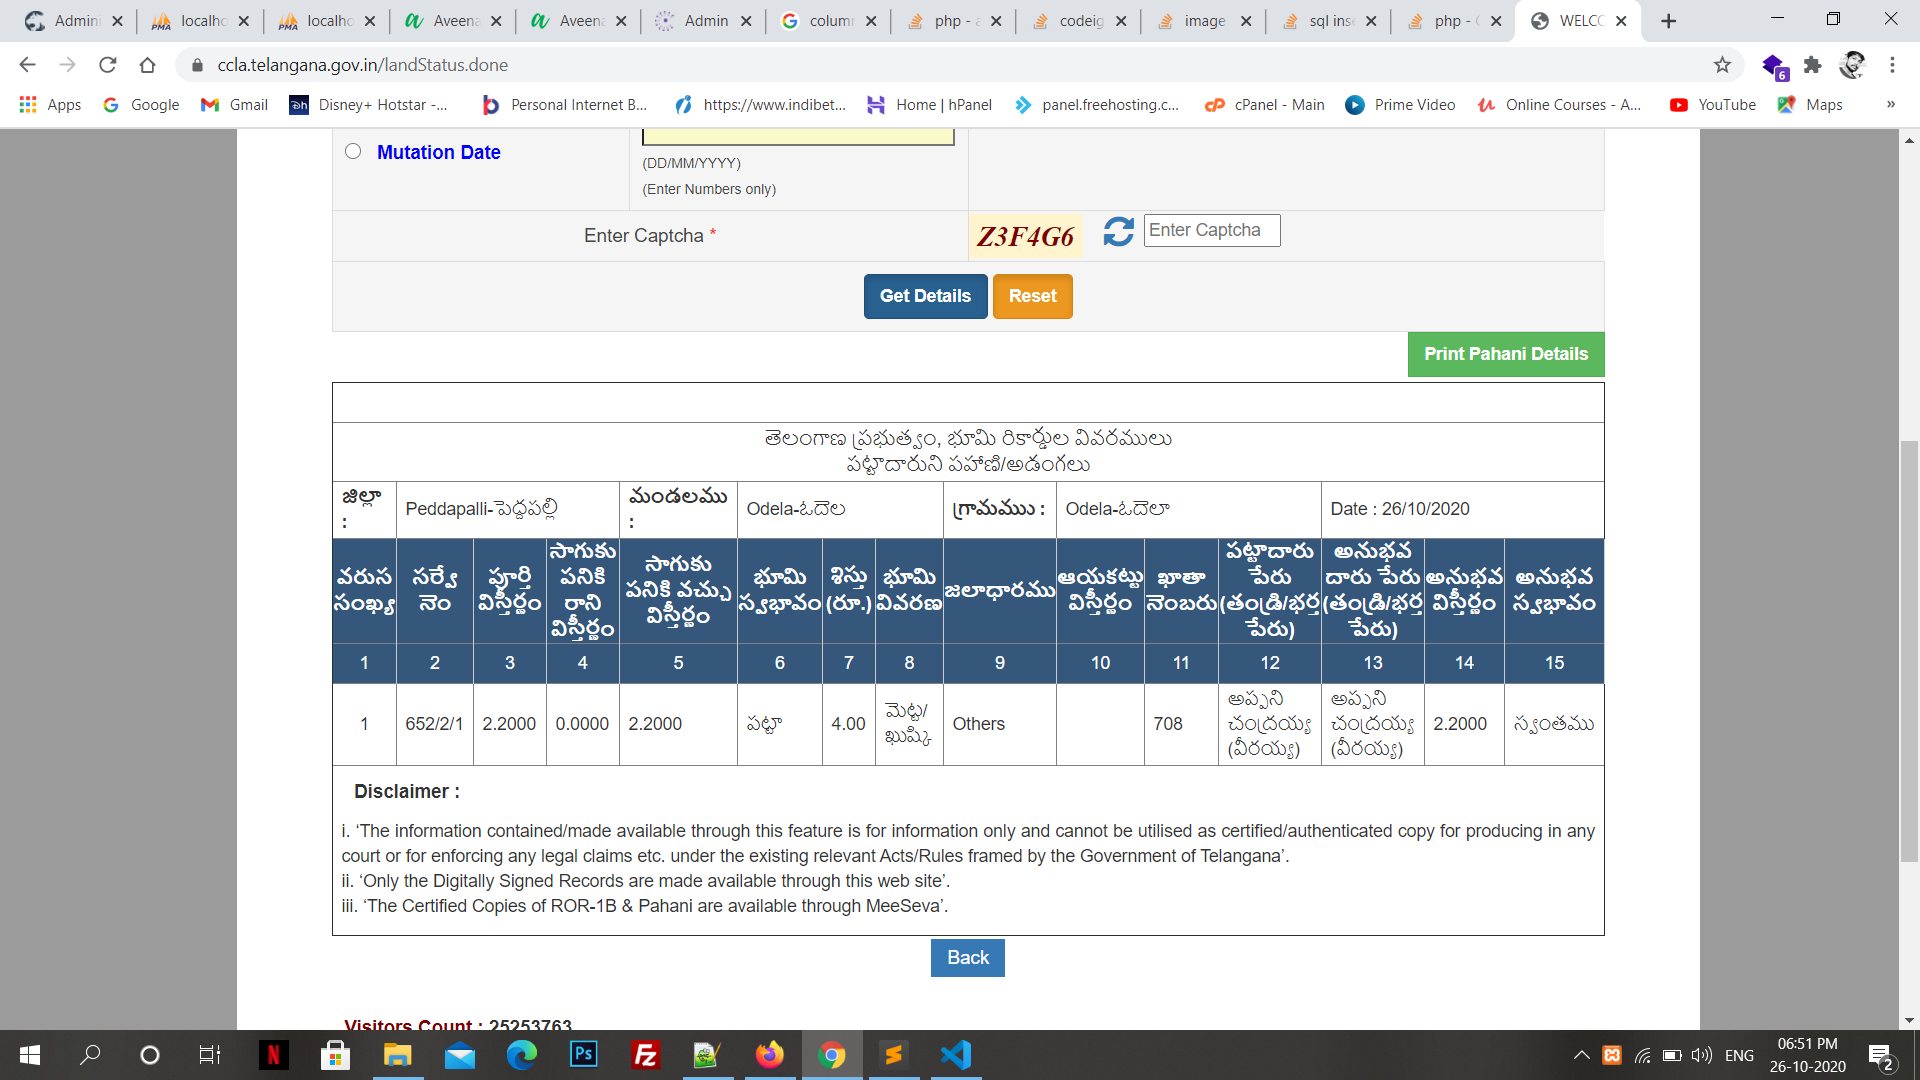 Admini localho localho Aveena Aveena Admin column php - a codeig image sql inse php - C WELCO
ccla.telangana.gov.in/landStatus.done
Apps Google Gmail Disney+ Hotstar -... Personal Internet B... https://www.indibet... Home | hPanel panel.freehosting.c... cPanel - Main Prime Video Online Courses - A... YouTube Maps »
Mutation Date
(DD/MM/YYYY)
(Enter Numbers only)
Enter Captcha * Z3F4G6 Enter Captcha
Get Details Reset
Print Pahani Details
తెలంగాణ ప్రభుత్వం, భూమి రికార్డుల వివరములు
పట్టాదారుని పహాణి/అడంగలు
జిల్లా : Peddapalli-పెద్దపల్లి మండలము : Odela-ఓదెల గ్రామము : Odela-ఓదెలా Date : 26/10/2020
వరుస సంఖ్య సర్వే నెం పూర్తి విస్తీర్ణం సాగుకు పనికి రాని విస్తీర్ణం సాగుకు పనికి వచ్చు విస్తీర్ణం భూమి స్వభావం శిస్తు (రూ.) భూమి వివరణ జలాధారము ఆయకట్టు విస్తీర్ణం ఖాతా నెంబరు పట్టాదారు పేరు (తండ్రి/భర్త పేరు) అనుభవ దారు పేరు (తండ్రి/భర్త పేరు) అనుభవ విస్తీర్ణం అనుభవ స్వభావం
1 2 3 4 5 6 7 8 9 10 11 12 13 14 15
1 652/2/1 2.2000 0.0000 2.2000 పట్టా 4.00 మెట్ట/ ఖుష్కి Others 708 అప్పని చంద్రయ్య (వీరయ్య) అప్పని చంద్రయ్య (వీరయ్య) 2.2000 స్వంతము
Disclaimer :
i. ‘The information contained/made available through this feature is for information only and cannot be utilised as certified/authenticated copy for producing in any
court or for enforcing any legal claims etc. under the existing relevant Acts/Rules framed by the Government of Telangana’.
ii. ‘Only the Digitally Signed Records are made available through this web site’.
iii. ‘The Certified Copies of ROR-1B & Pahani are available through MeeSeva’.
Back
Visitors Count : 25253763
ENG 06:51 PM
26-10-2020 2